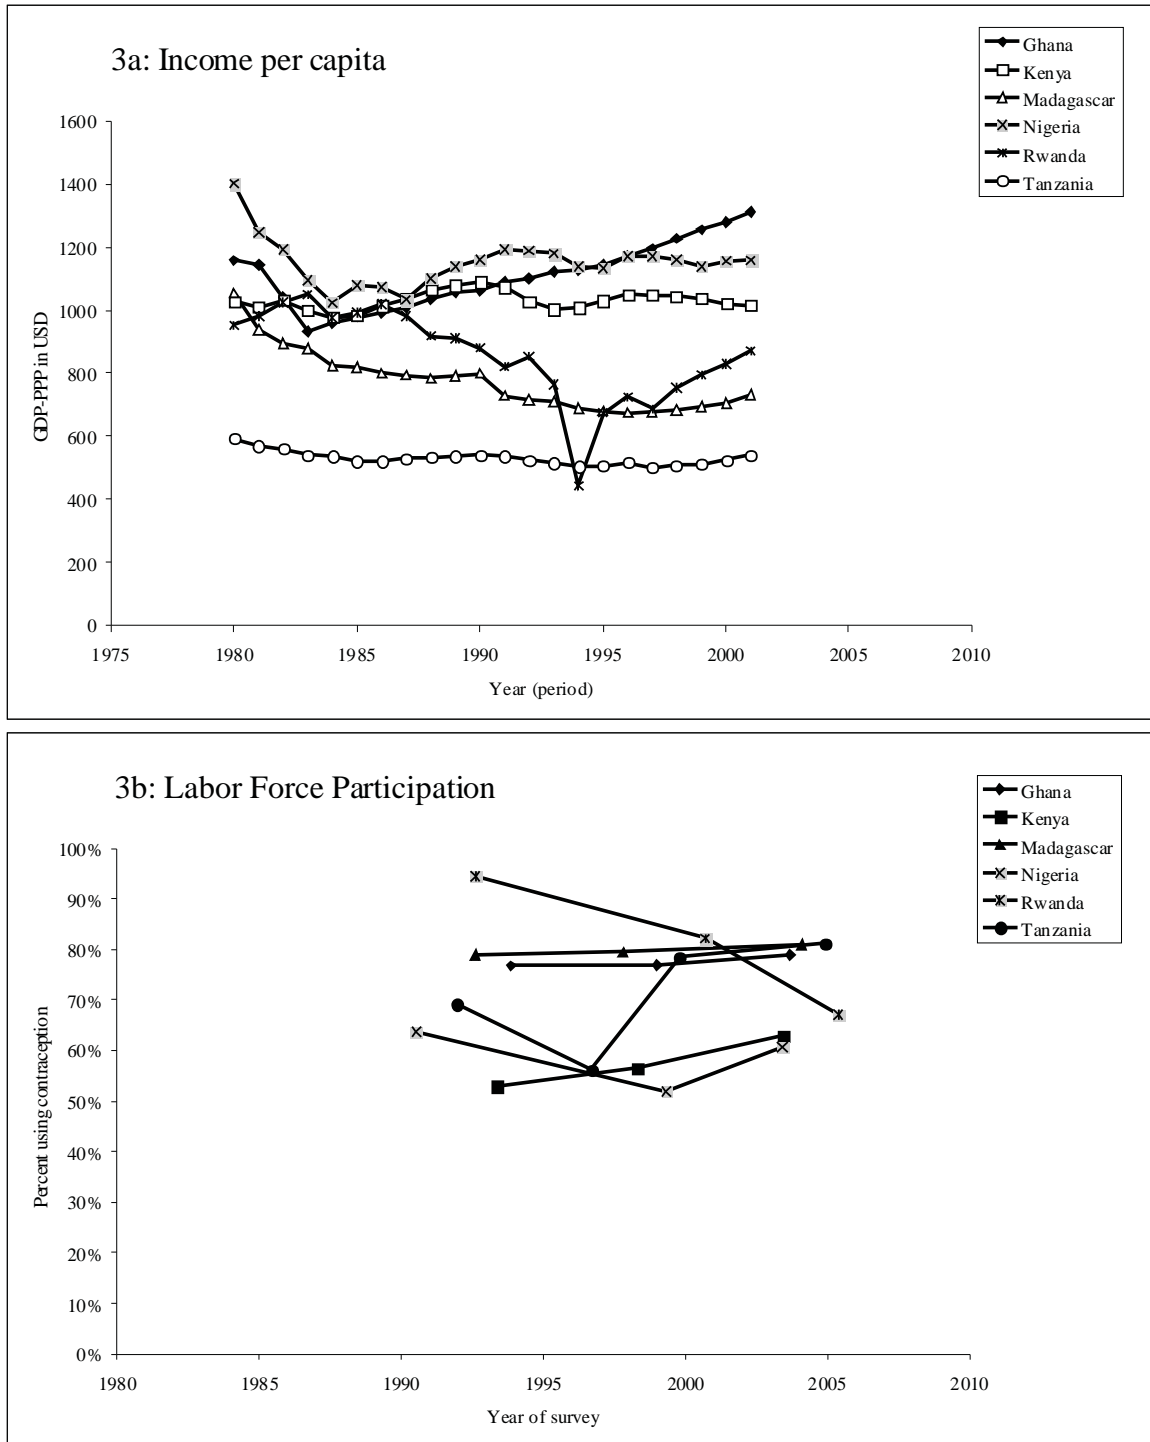 3a: Income per capita
Ghana
Kenya
Madagascar
Nigeria
Rwanda
Tanzania
GDP-PPP in USD
1600
1400
1200
1000
800
600
400
200
0
1975 1980 1985 1990 1995 2000 2005 2010
Year (period)
3b: Labor Force Participation
Ghana
Kenya
Madagascar
Nigeria
Rwanda
Tanzania
Percent using contraception
100%
90%
80%
70%
60%
50%
40%
30%
20%
10%
0%
1980 1985 1990 1995 2000 2005 2010
Year of survey